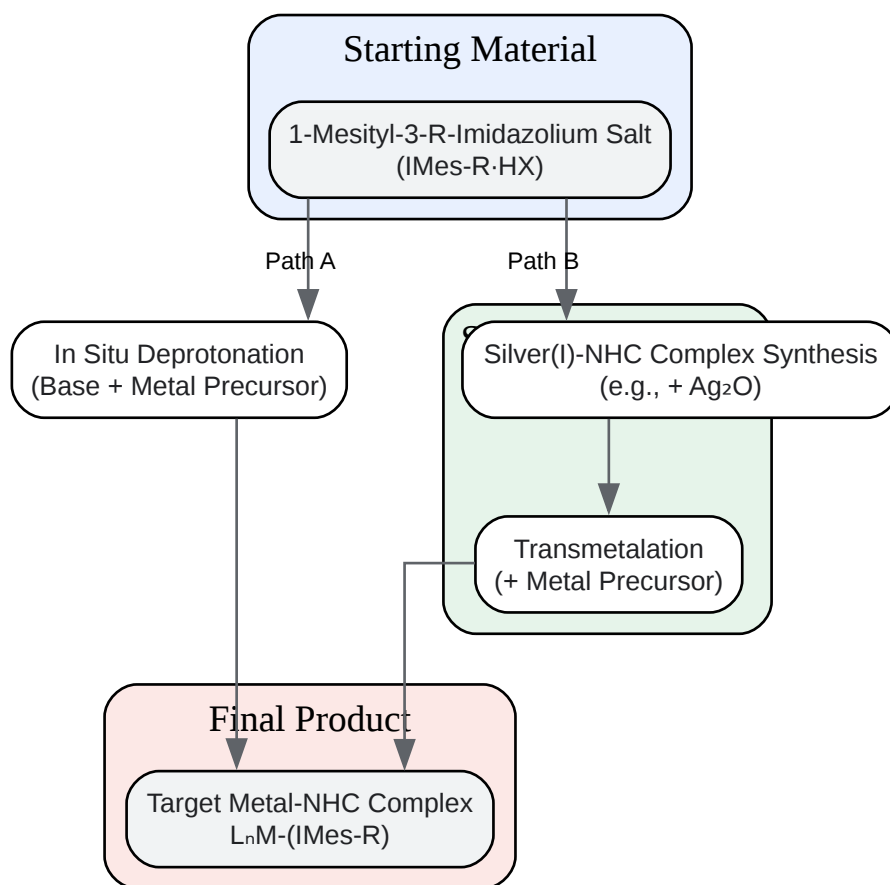 Starting Material
1-Mesityl-3-R-Imidazolium Salt
(IMes-R·HX)
Path A
Path B
In Situ Deprotonation
(Base + Metal Precursor)
Silver(I)-NHC Complex Synthesis
(e.g., + Ag₂O)
Transmetalation
(+ Metal Precursor)
Final Product
Target Metal-NHC Complex
LₙM-(IMes-R)